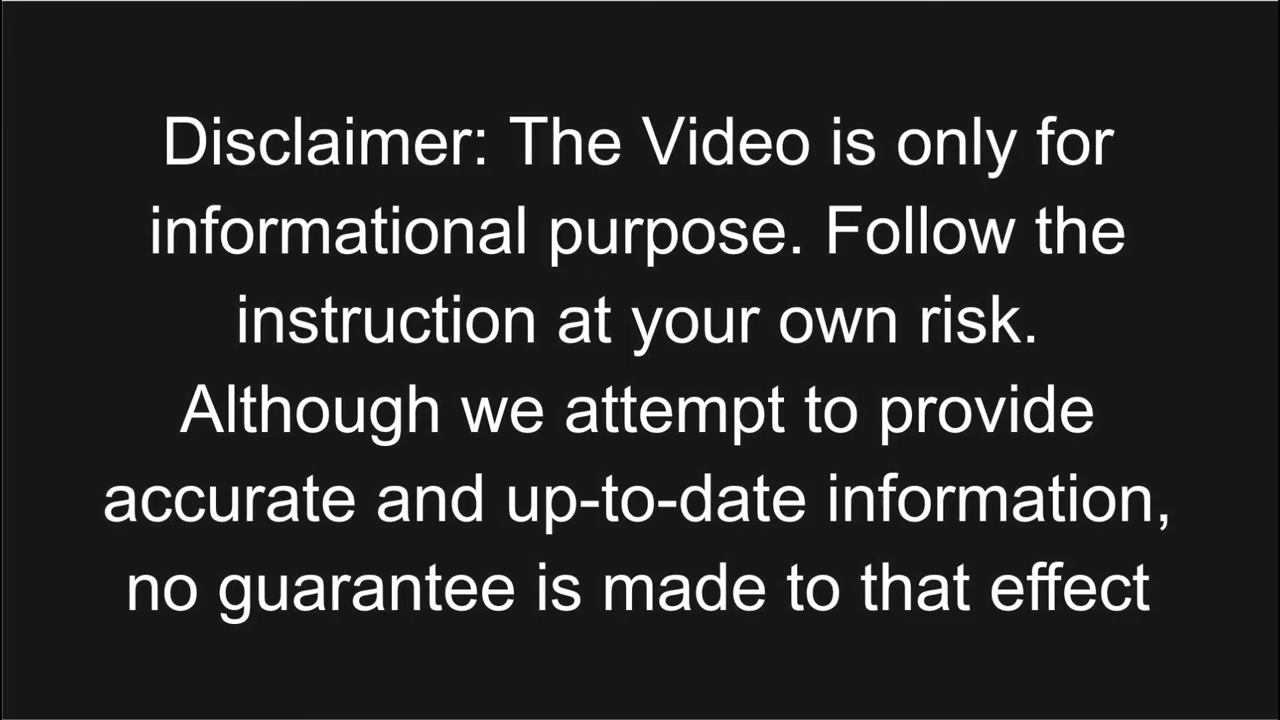 Disclaimer: The Video is only for
informational purpose. Follow the
instruction at your own risk.
Although we attempt to provide
accurate and up-to-date information,
no guarantee is made to that effect